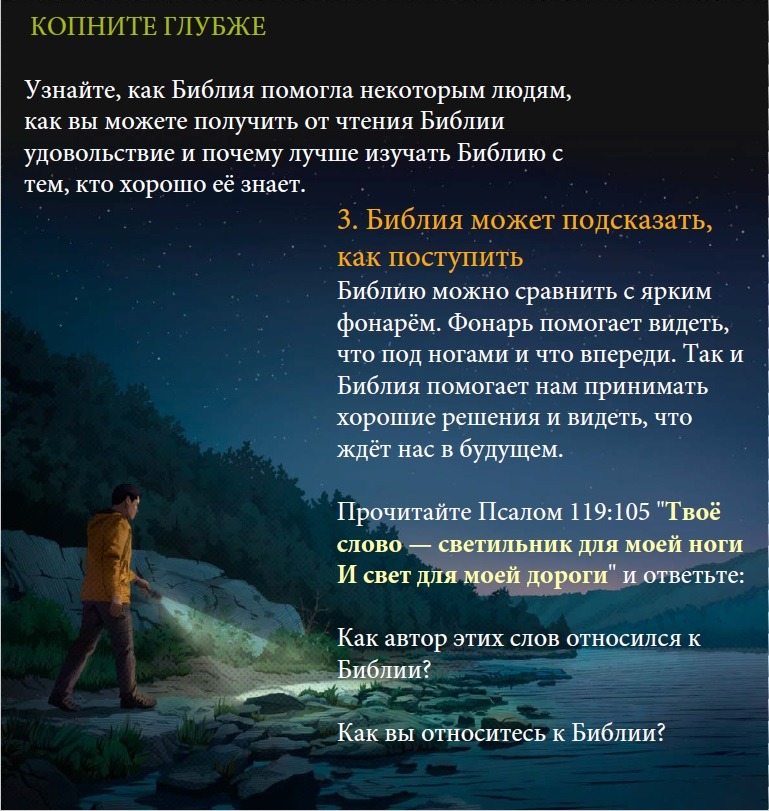 КОПНИТЕ ГЛУБЖЕ
Узнайте, как Библия помогла некоторым людям,
как вы можете получить от чтения Библии
удовольствие и почему лучше изучать Библию с
тем, кто хорошо её знает.
3. Библия может подсказать,
как поступить
Библию можно сравнить с ярким
фонарём. Фонарь помогает видеть,
что под ногами и что впереди. Так и
Библия помогает нам принимать
хорошие решения и видеть, что
ждёт нас в будущем.
Прочитайте Псалом 119:105 "Твоё
слово — светильник для моей ноги
И свет для моей дороги" и ответьте:
Как автор этих слов относился к
Библии?
Как вы относитесь к Библии?